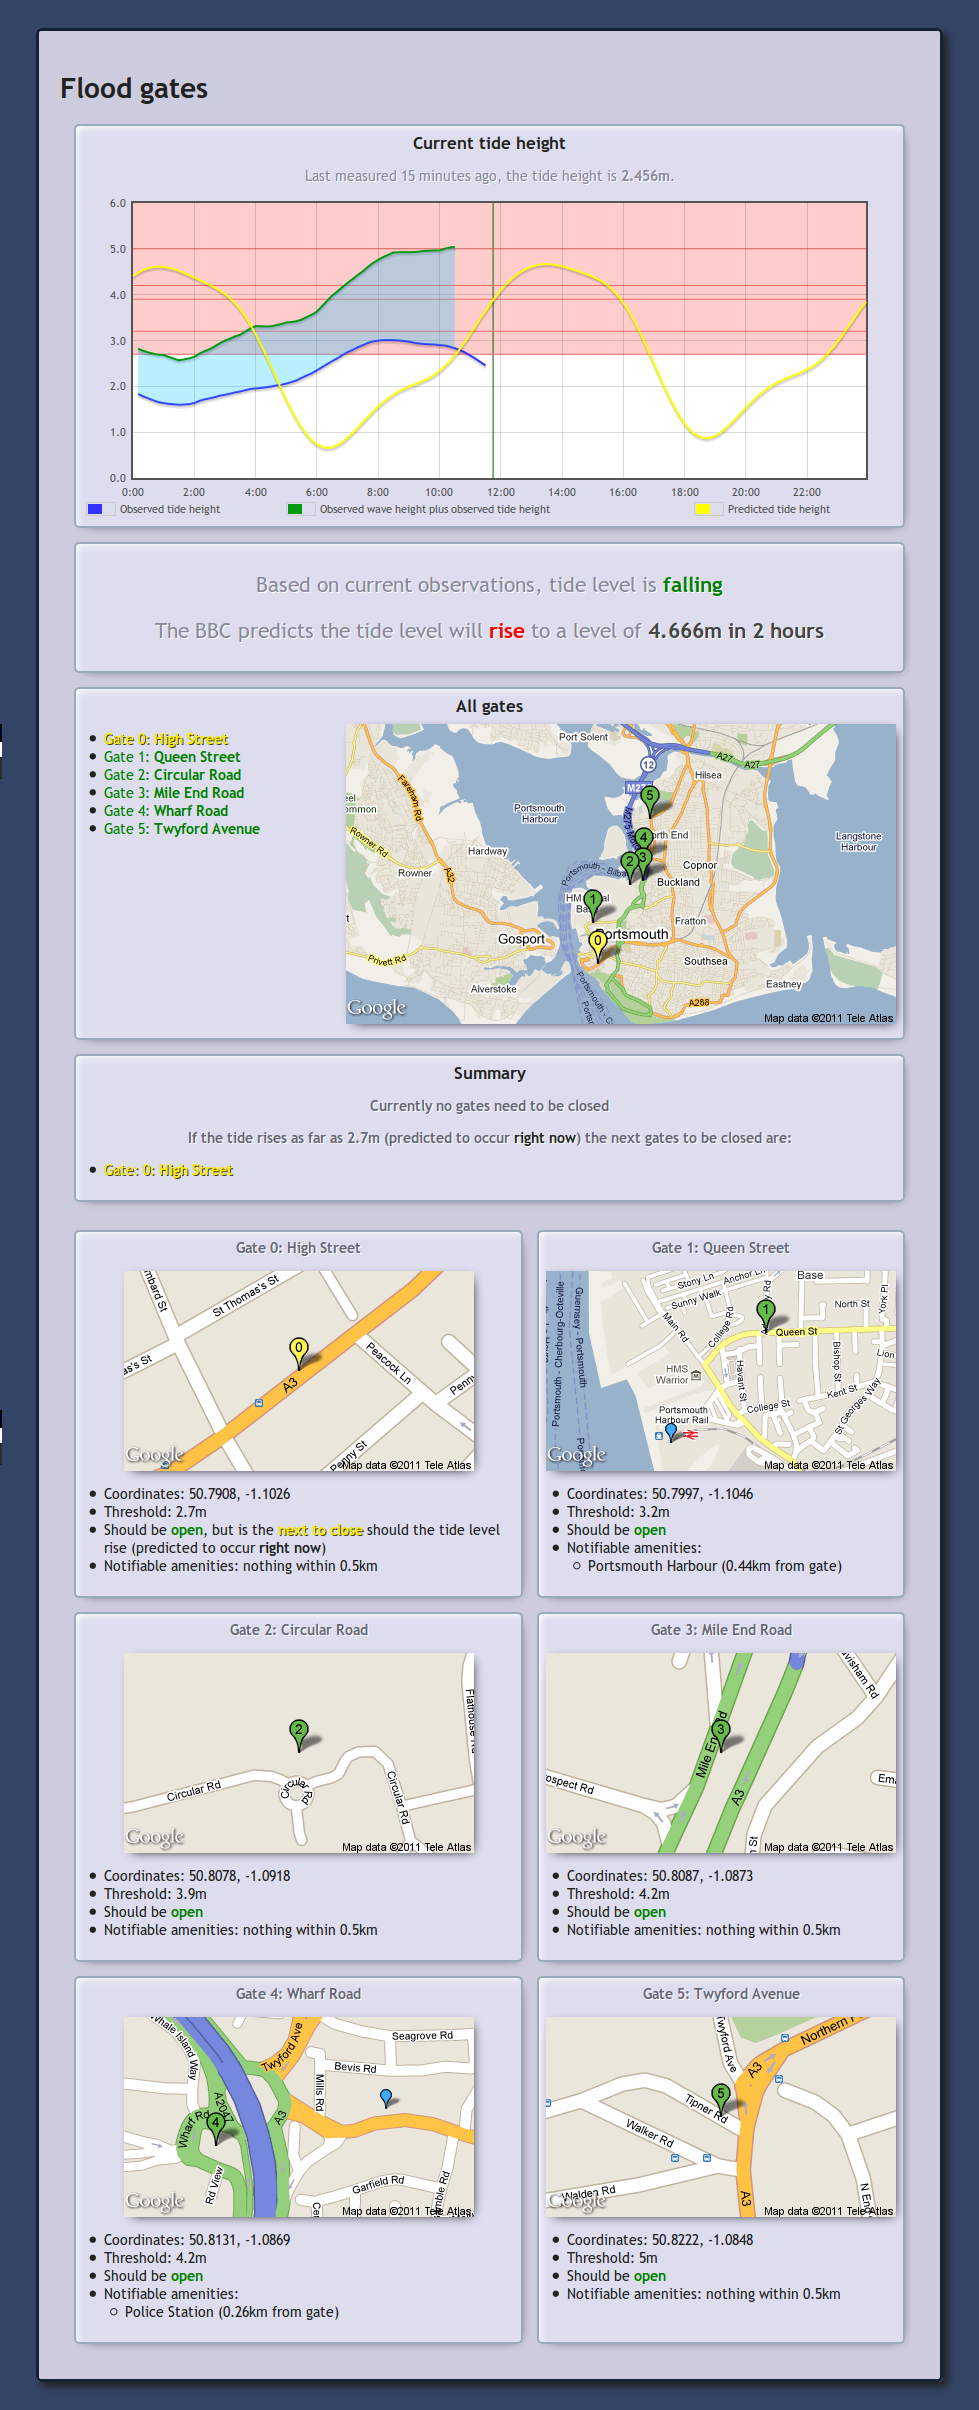 Flood gates
Current tide height
Last measured 15 minutes ago, the tide height is 2.456m.
6.0
5.0
4.0
3.0
2.0
1.0
0.0
0:00 2:00 4:00 6:00 8:00 10:00 12:00 14:00 16:00 18:00 20:00 22:00
Observed tide height Observed wave height plus observed tide height Predicted tide height
Based on current observations, tide level is falling
The BBC predicts the tide level will rise to a level of 4.666m in 2 hours
All gates
Gate 0: High Street
Gate 1: Queen Street
Gate 2: Circular Road
Gate 3: Mile End Road
Gate 4: Wharf Road
Gate 5: Twyford Avenue
Port Solent
A27
A27
12
Hilsea
Fareham Rd
Portsmouth
Harbour
5
M275
Langstone
Harbour
Rowner Rd
Hardway
4
3
2
Copnor
Rowner
A32
Buckland
1
Fratton
Gosport
0
Portsmouth
Privett Rd
Southsea
Eastney
Alverstoke
A288
Google
Map data ©2011 Tele Atlas
Summary
Currently no gates need to be closed
If the tide rises as far as 2.7m (predicted to occur right now) the next gates to be closed are:
Gate: 0: High Street
Gate 0: High Street
St Thomas's St
0
Peacock Ln
A3
Penny St
Google
Map data ©2011 Tele Atlas
Coordinates: 50.7908, -1.1026
Threshold: 2.7m
Should be open, but is the next to close should the tide level
rise (predicted to occur right now)
Notifiable amenities: nothing within 0.5km
Gate 1: Queen Street
Stony Ln
Anchor Ln
Base
Sunny Walk
North St
York Pl
Portsmouth - Cherbourg-Octeville
Guernsey - Portsmouth
Main Rd
College Rd
1
Queen St
HMS
Warrior
Havant St
Bishop St
Lion
Kent St
College St
St Georges Way
Portsmouth
Harbour Rail
Google
Map data ©2011 Tele Atlas
Coordinates: 50.7997, -1.1046
Threshold: 3.2m
Should be open
Notifiable amenities:
Portsmouth Harbour (0.44km from gate)
Gate 2: Circular Road
2
Circular Rd
Circular Rd
Circular Rd
Google
Map data ©2011 Tele Atlas
Coordinates: 50.8078, -1.0918
Threshold: 3.9m
Should be open
Notifiable amenities: nothing within 0.5km
Gate 3: Mile End Road
3
Mile End Rd
A3
Google
Map data ©2011 Tele Atlas
Coordinates: 50.8087, -1.0873
Threshold: 4.2m
Should be open
Notifiable amenities: nothing within 0.5km
Gate 4: Wharf Road
Whale Island Way
Twyford Ave
Seagrove Rd
Bevis Rd
Mills Rd
A2047
Wharf Rd
4
A3
Rd View
Garfield Rd
Google
Map data ©2011 Tele Atlas
Coordinates: 50.8131, -1.0869
Threshold: 4.2m
Should be open
Notifiable amenities:
Police Station (0.26km from gate)
Gate 5: Twyford Avenue
Twyford Ave
Northern
A3
5
Tipner Rd
Walker Rd
Walden Rd
A3
Google
Map data ©2011 Tele Atlas
Coordinates: 50.8222, -1.0848
Threshold: 5m
Should be open
Notifiable amenities: nothing within 0.5km